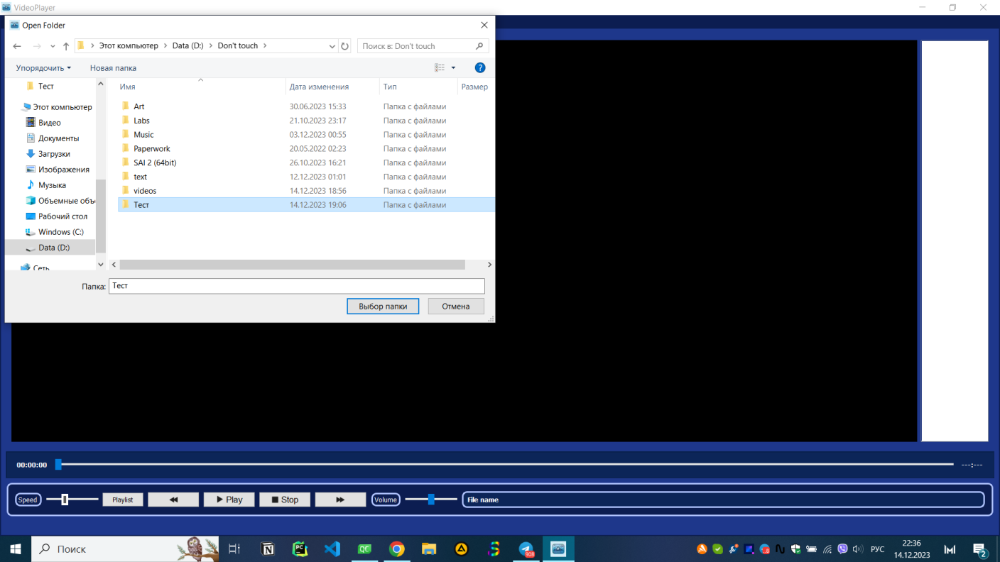 VideoPlayer
Open Folder
Этот компьютер > Data (D:) > Don't touch >
Поиск в: Don't touch
Упорядочить
Новая папка
?
Тест
Этот компьютер
Видео
Документы
Загрузки
Изображения
Музыка
Объемные объ
Рабочий стол
Windows (C:)
Data (D:)
Сеть
Имя Дата изменения Тип Размер
Art 30.06.2023 15:33 Папка с файлами
Labs 21.10.2023 23:17 Папка с файлами
Music 03.12.2023 00:55 Папка с файлами
Paperwork 20.05.2022 02:23 Папка с файлами
SAI 2 (64bit) 26.10.2023 16:21 Папка с файлами
text 12.12.2023 01:01 Папка с файлами
videos 14.12.2023 18:56 Папка с файлами
Тест 14.12.2023 19:06 Папка с файлами
Папка: Тест
Выбор папки Отмена
00:00:00 ---:---
Speed Playlist Play Stop Volume File name
Поиск
PC
QC
908
РУС
22:36
14.12.2023
2